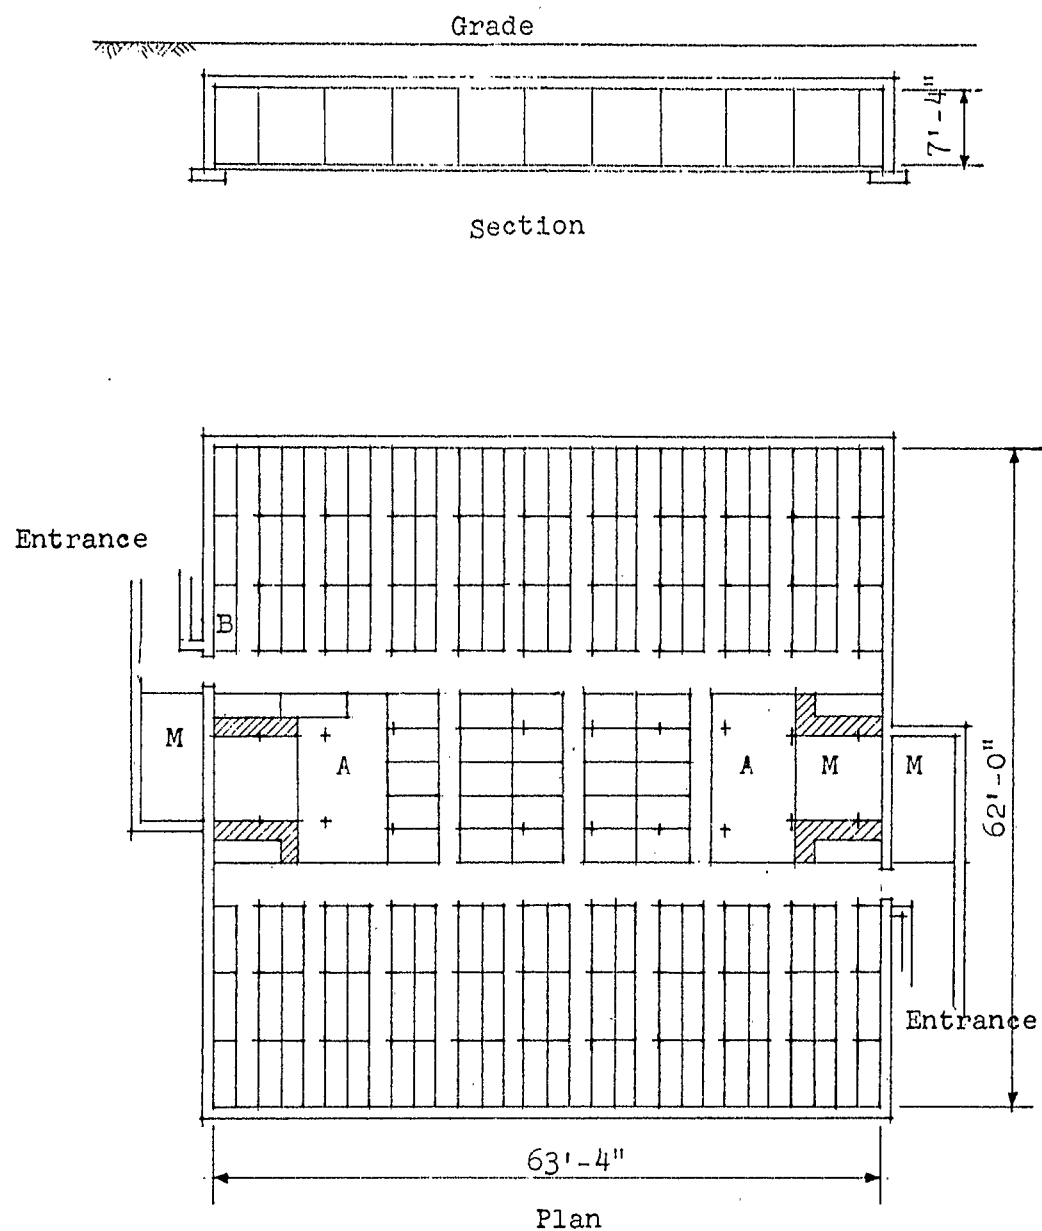 Grade
7'-4"
Section
Entrance
B
M
A
A
M
M
62'-0"
Entrance
63'-4"
Plan